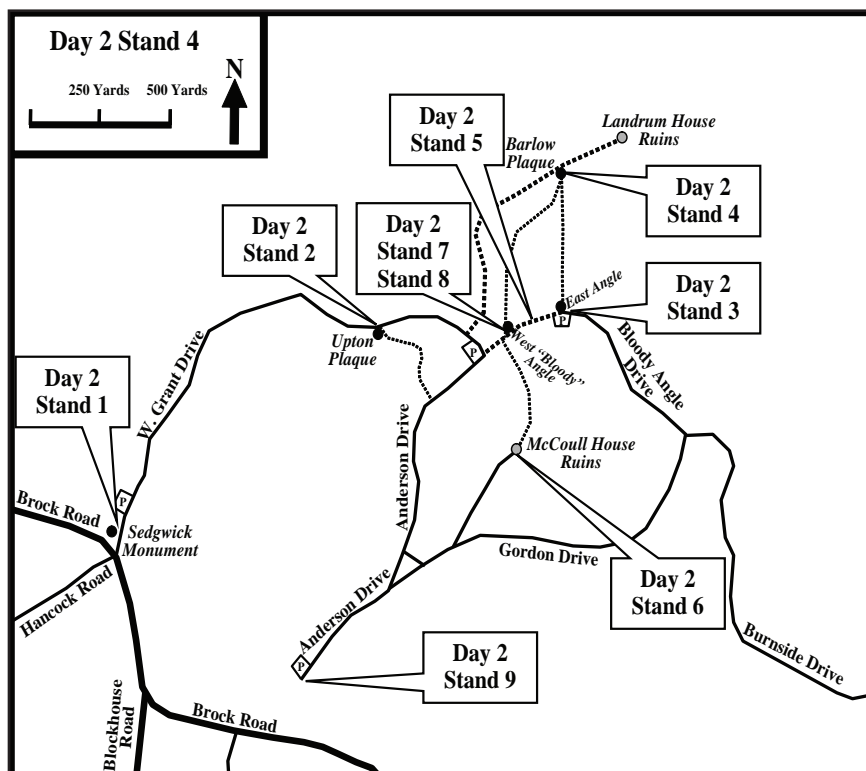 Day 2 Stand 4
250 Yards 500 Yards
N
Day 2
Stand 5
Landrum House
Ruins
Barlow
Plaque
Day 2
Stand 4
Day 2
Stand 2
Day 2
Stand 7
Stand 8
East Angle
P
Day 2
Stand 3
Upton
Plaque
P
West "Bloody"
Angle
Bloody Angle
Drive
W. Grant Drive
Day 2
Stand 1
Anderson Drive
McCoull House
Ruins
P
Brock Road
Sedgwick
Monument
Hancock Road
Gordon Drive
Day 2
Stand 6
Anderson Drive
P
Day 2
Stand 9
Burnside Drive
Brock Road
Blockhouse
Road